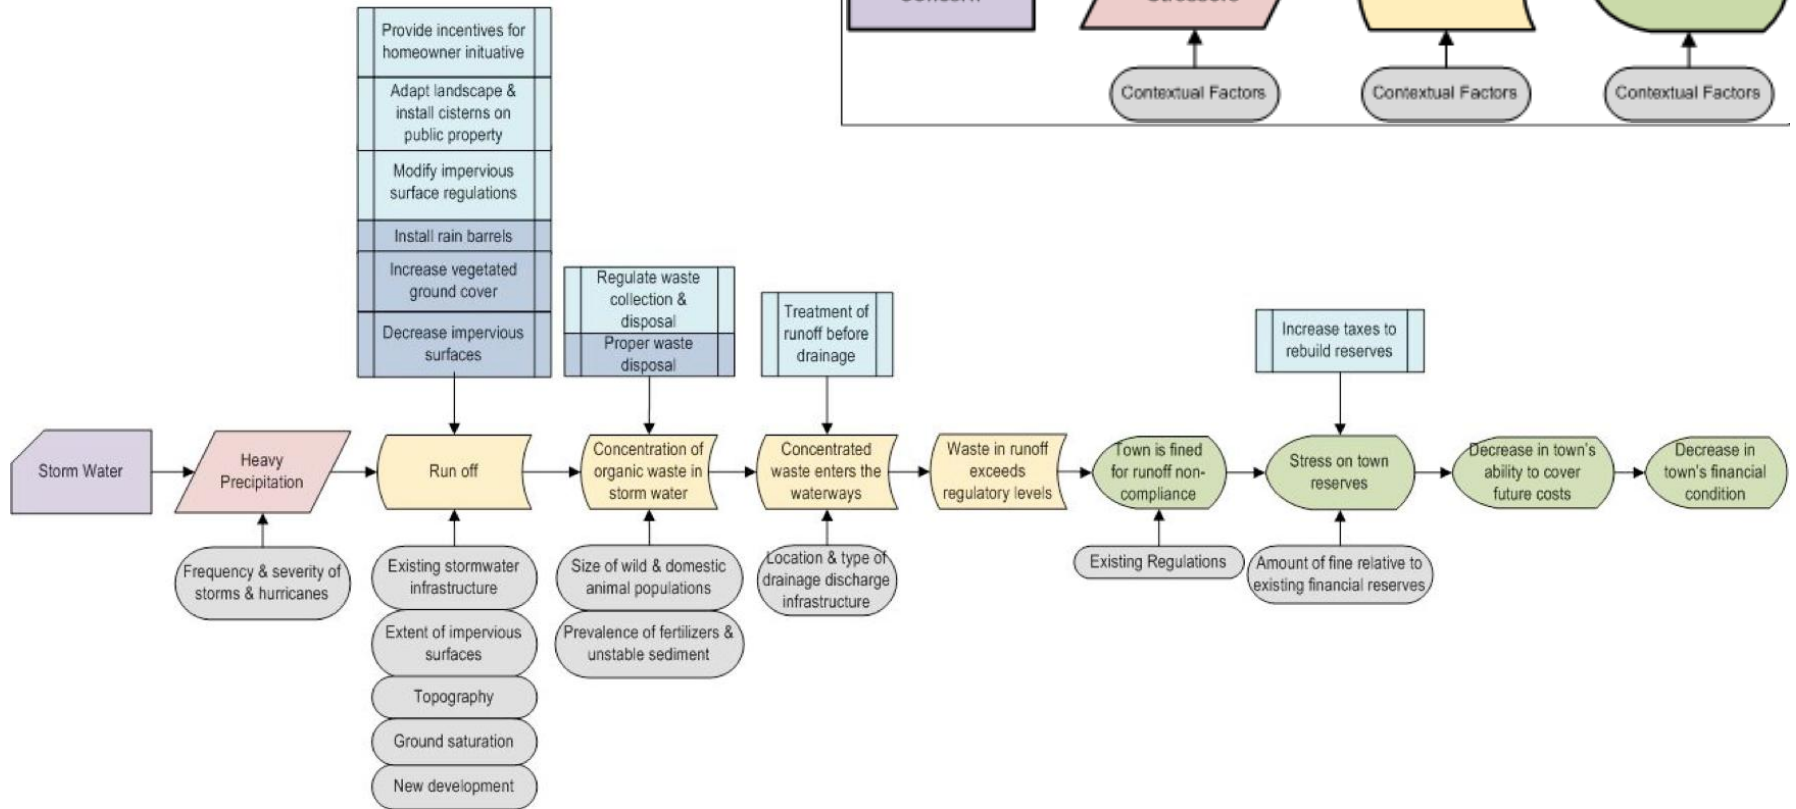 Concern
Stressors
Contextual Factors
Contextual Factors
Contextual Factors
Provide incentives for
homeowner inituative
Adapt landscape &
install cisterns on
public property
Modify impervious
surface regulations
Install rain barrels
Increase vegetated
ground cover
Decrease impervious
surfaces
Regulate waste
collection &
disposal
Proper waste
disposal
Treatment of
runoff before
drainage
Increase taxes to
rebuild reserves
Storm Water
Heavy
Precipitation
Run off
Concentration of
organic waste in
storm water
Concentrated
waste enters the
waterways
Waste in runoff
exceeds
regulatory levels
Town is fined
for runoff non-
compliance
Stress on town
reserves
Decrease in town's
ability to cover
future costs
Decrease in
town's financial
condition
Frequency & severity of
storms & hurricanes
Existing stormwater
infrastructure
Extent of impervious
surfaces
Topography
Ground saturation
New development
Size of wild & domestic
animal populations
Prevalence of fertilizers &
unstable sediment
Location & type of
drainage discharge
infrastructure
Existing Regulations
Amount of fine relative to
existing financial reserves